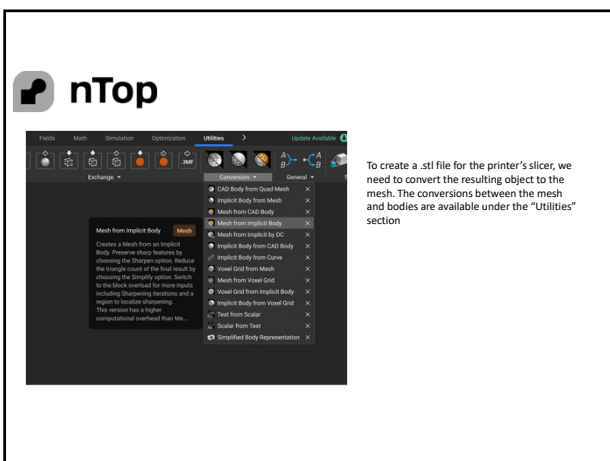 nTop
Fields Math Simulation Optimization Utilities > Update Available
.3MF A B A B
Exchange Conversion General T
CAD Body from Quad Mesh ×
Implicit Body from Mesh ×
Mesh from CAD Body ×
Mesh from Implicit Body ×
Mesh from Implicit by DC ×
Implicit Body from CAD Body ×
Implicit Body from Curve ×
Voxel Grid from Mesh ×
Mesh from Voxel Grid ×
Voxel Grid from Implicit Body ×
Implicit Body from Voxel Grid ×
Text from Scalar ×
Scalar from Text ×
Simplified Body Representation ×
Mesh from Implicit Body Mesh
Creates a Mesh from an Implicit
Body. Preserve sharp features by
choosing the Sharpen option. Reduce
the triangle count of the final result by
choosing the Simplify option. Switch
to the block overload for more inputs
including Sharpening iterations and a
region to localize sharpening.
This version has a higher
computational overhead than Me...
To create a .stl file for the printer's slicer, we
need to convert the resulting object to the
mesh. The conversions between the mesh
and bodies are available under the “Utilities”
section